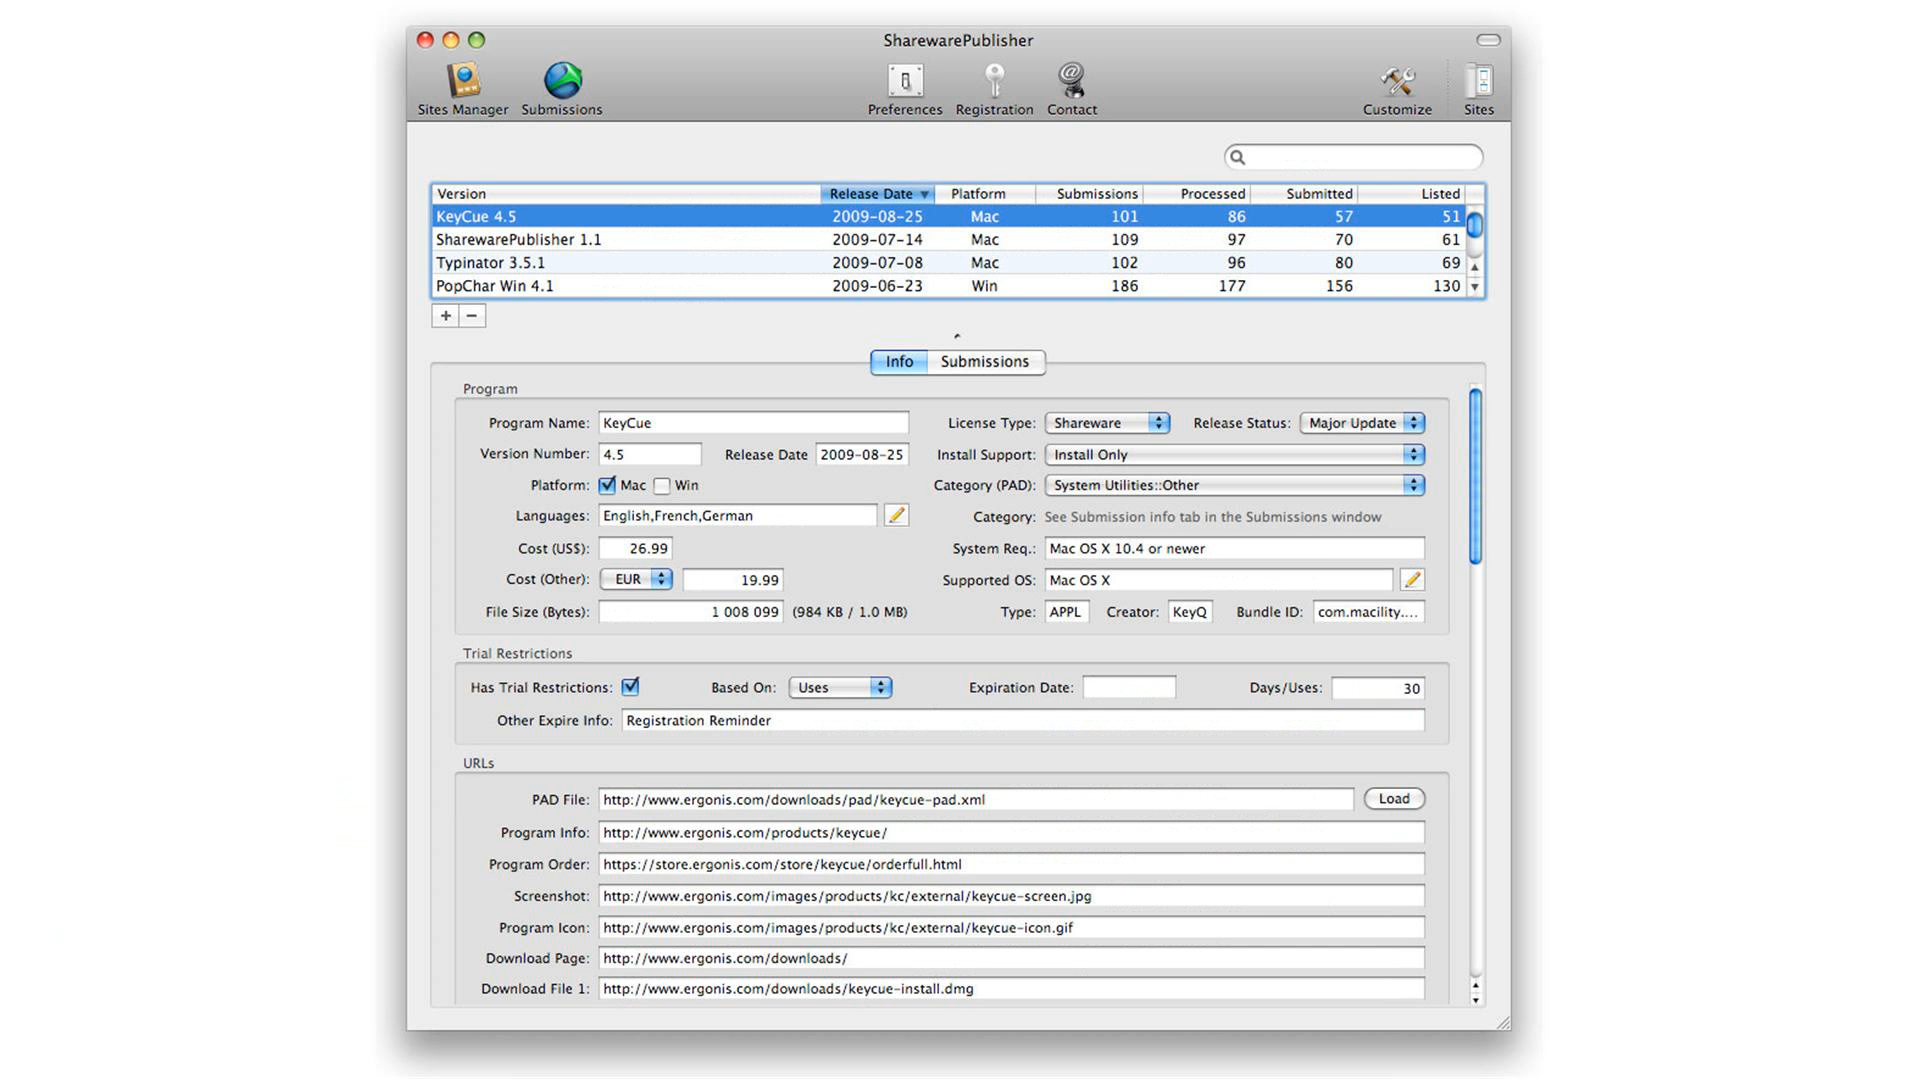 SharewarePublisher
Sites Manager Submissions Preferences Registration Contact Customize Sites
Version Release Date Platform Submissions Processed Submitted Listed
KeyCue 4.5 2009-08-25 Mac 101 86 57 51
SharewarePublisher 1.1 2009-07-14 Mac 109 97 70 61
Typinator 3.5.1 2009-07-08 Mac 102 96 80 69
PopChar Win 4.1 2009-06-23 Win 186 177 156 130
Info Submissions
Program
Program Name: KeyCue License Type: Shareware Release Status: Major Update
Version Number: 4.5 Release Date 2009-08-25 Install Support: Install Only
Platform: Mac Win Category (PAD): System Utilities::Other
Languages: English,French,German Category: See Submission info tab in the Submissions window
Cost (US$): 26.99 System Req.: Mac OS X 10.4 or newer
Cost (Other): EUR 19.99 Supported OS: Mac OS X
File Size (Bytes): 1 008 099 (984 KB / 1.0 MB) Type: APPL Creator: KeyQ Bundle ID: com.macility....
Trial Restrictions
Has Trial Restrictions: Based On: Uses Expiration Date: Days/Uses: 30
Other Expire Info: Registration Reminder
URLs
PAD File: http://www.ergonis.com/downloads/pad/keycue-pad.xml Load
Program Info: http://www.ergonis.com/products/keycue/
Program Order: https://store.ergonis.com/store/keycue/orderfull.html
Screenshot: http://www.ergonis.com/images/products/kc/external/keycue-screen.jpg
Program Icon: http://www.ergonis.com/images/products/kc/external/keycue-icon.gif
Download Page: http://www.ergonis.com/downloads/
Download File 1: http://www.ergonis.com/downloads/keycue-install.dmg